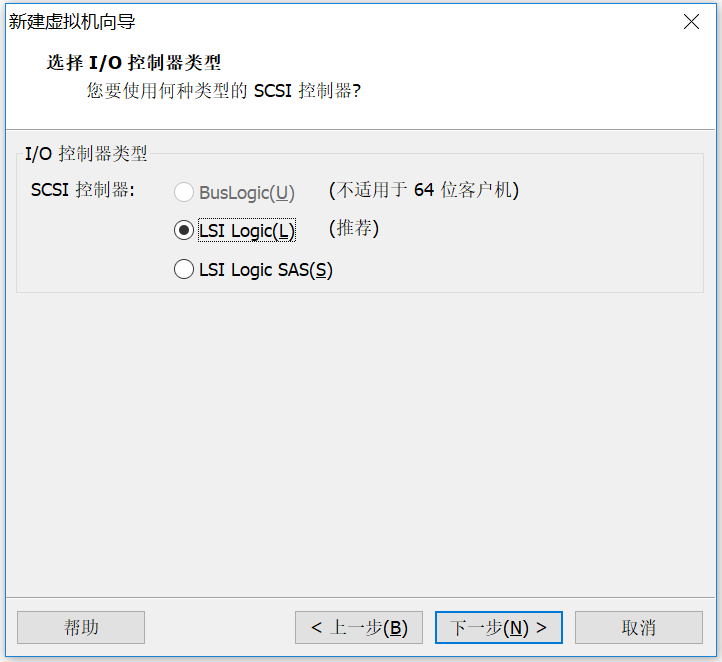 新建虚拟机向导
选择 I/O 控制器类型
您要使用何种类型的 SCSI 控制器?
I/O 控制器类型
SCSI 控制器: BusLogic(U) (不适用于 64 位客户机)
LSI Logic(L) (推荐)
LSI Logic SAS(S)
帮助 < 上一步(B) 下一步(N) > 取消